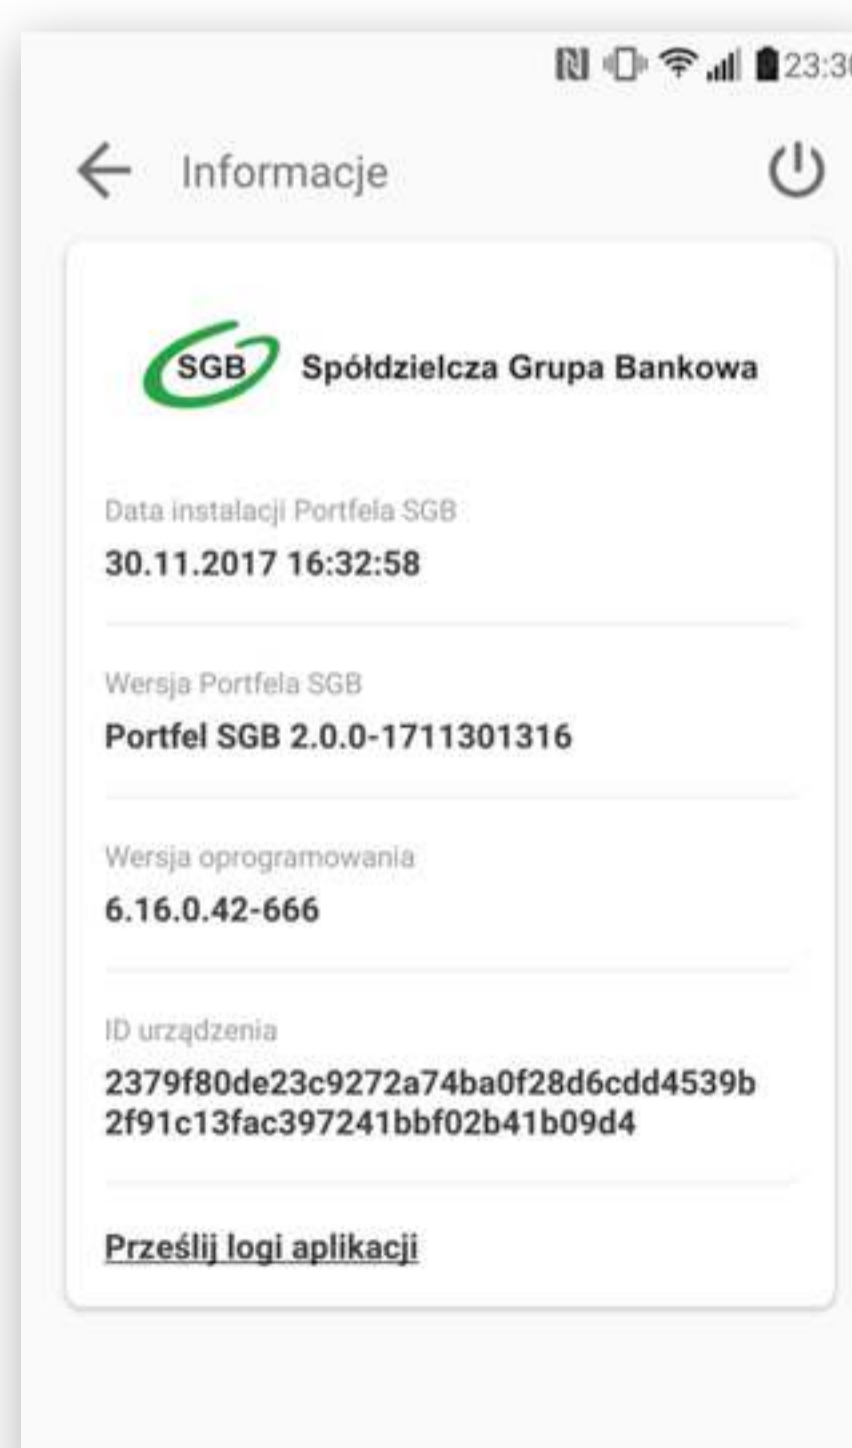 Informacje
SGB Spółdzielcza Grupa Bankowa
Data instalacji Portfela SGB
30.11.2017 16:32:58
Wersja Portfela SGB
Portfel SGB 2.0.0-1711301316
Wersja oprogramowania
6.16.0.42-666
ID urządzenia
2379f80de23c9272a74ba0f28d6cdd4539b
2f91c13fac397241bbf02b41b09d4
Prześlij logi aplikacji